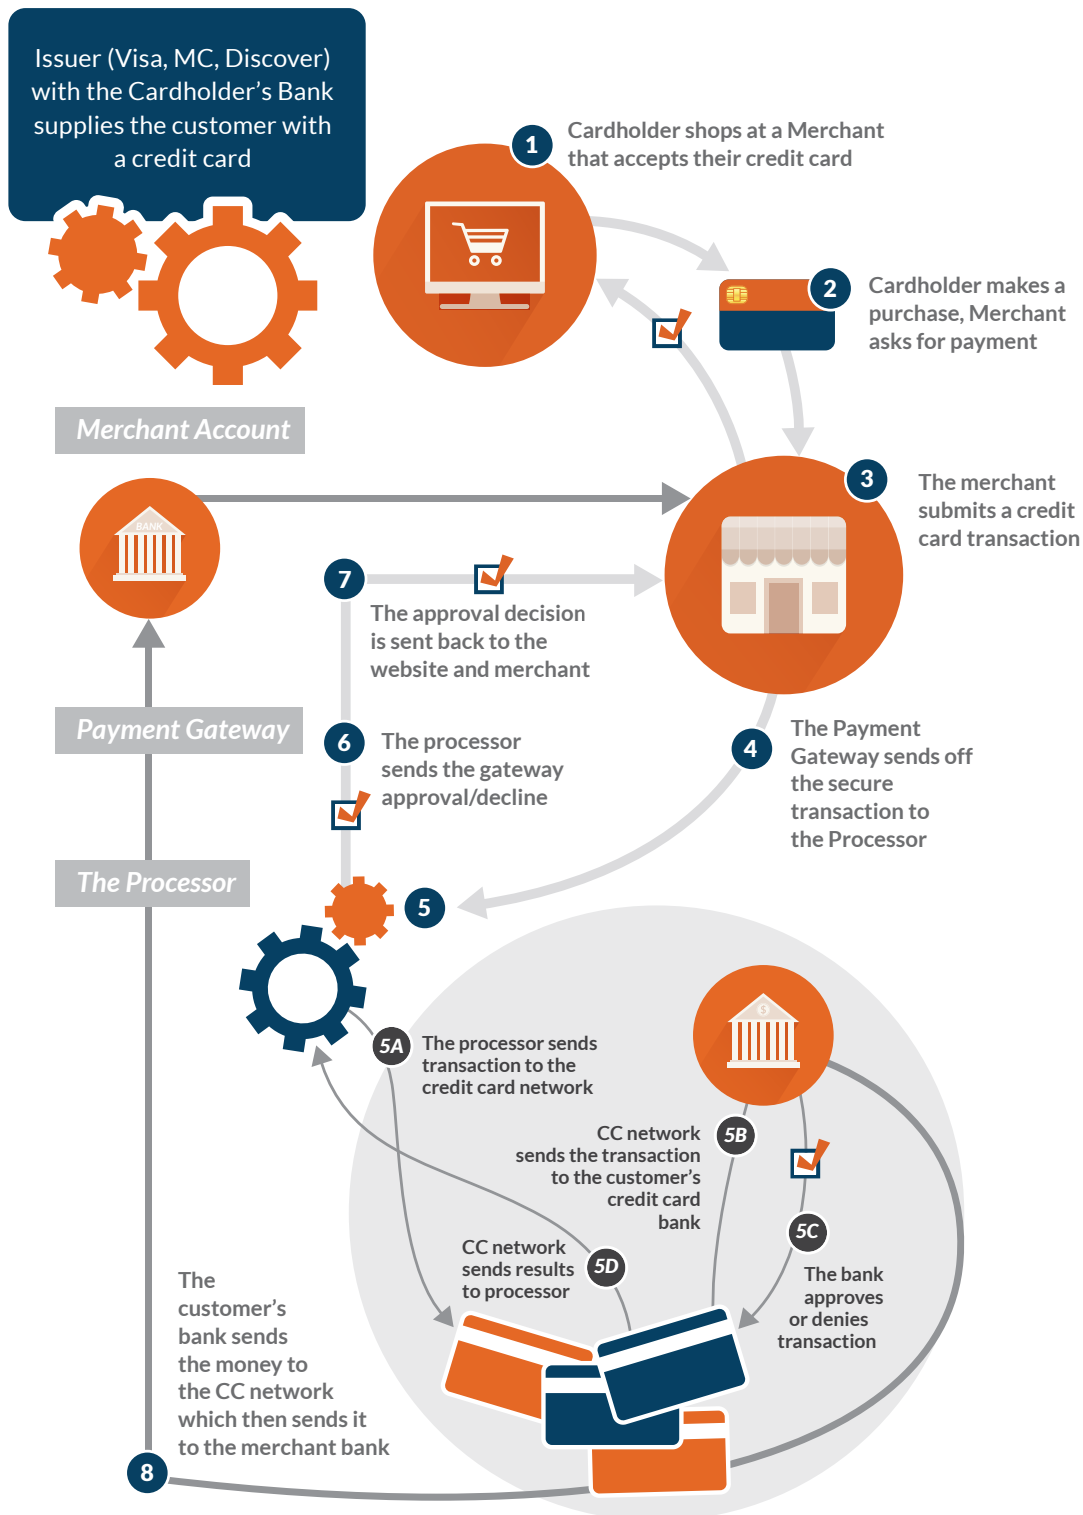 Issuer (Visa, MC, Discover)
with the Cardholder's Bank
supplies the customer with
a credit card
1
Cardholder shops at a Merchant
that accepts their credit card
2
Cardholder makes a
purchase, Merchant
asks for payment
Merchant Account
BANK
3
The merchant
submits a credit
card transaction
7
The approval decision
is sent back to the
website and merchant
Payment Gateway
6
The processor
sends the gateway
approval/decline
4
The Payment
Gateway sends off
the secure
transaction to
the Processor
The Processor
5
$
5A
The processor sends
transaction to the
credit card network
5B
CC network
sends the transaction
to the customer's
credit card
bank
5C
The bank
approves
or denies
transaction
5D
CC network
sends results
to processor
The
customer's
bank sends
the money to
the CC network
which then sends it
to the merchant bank
8